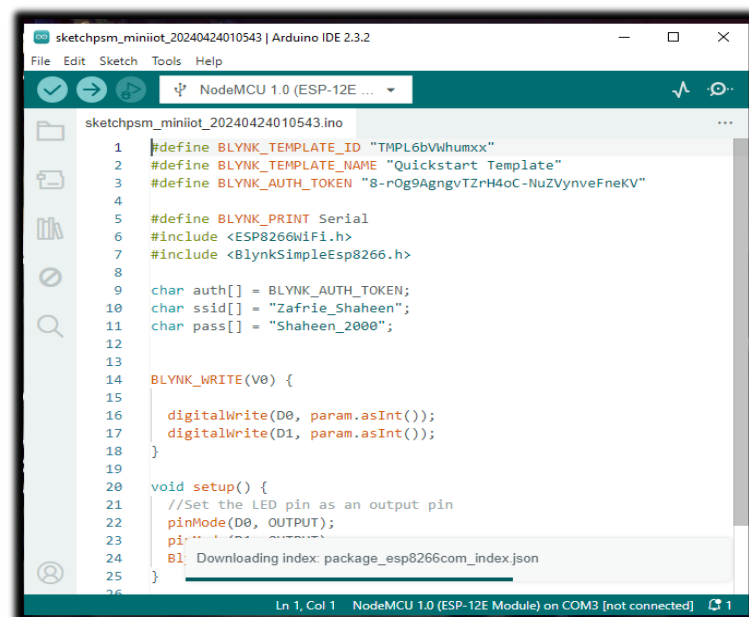 sketchpsm_miniiot_20240424010543 | Arduino IDE 2.3.2
File Edit Sketch Tools Help
NodeMCU 1.0 (ESP-12E ...
sketchpsm_miniiot_20240424010543.ino
1 #define BLYNK_TEMPLATE_ID "TMPL6bVWhumxx"
2 #define BLYNK_TEMPLATE_NAME "Quickstart Template"
3 #define BLYNK_AUTH_TOKEN "8-rOg9AgngvTZrH4oC-NuZVynveFneKV"
4
5 #define BLYNK_PRINT Serial
6 #include <ESP8266WiFi.h>
7 #include <BlynkSimpleEsp8266.h>
8
9 char auth[] = BLYNK_AUTH_TOKEN;
10 char ssid[] = "Zafrie_Shaheen";
11 char pass[] = "Shaheen_2000";
12
13
14 BLYNK_WRITE(V0) {
15
16 digitalWrite(D0, param.asInt());
17 digitalWrite(D1, param.asInt());
18 }
19
20 void setup() {
21 //Set the LED pin as an output pin
22 pinMode(D0, OUTPUT);
23
24 Bl
Downloading index: package_esp8266com_index.json
25 }
Ln 1, Col 1 NodeMCU 1.0 (ESP-12E Module) on COM3 [not connected] 1